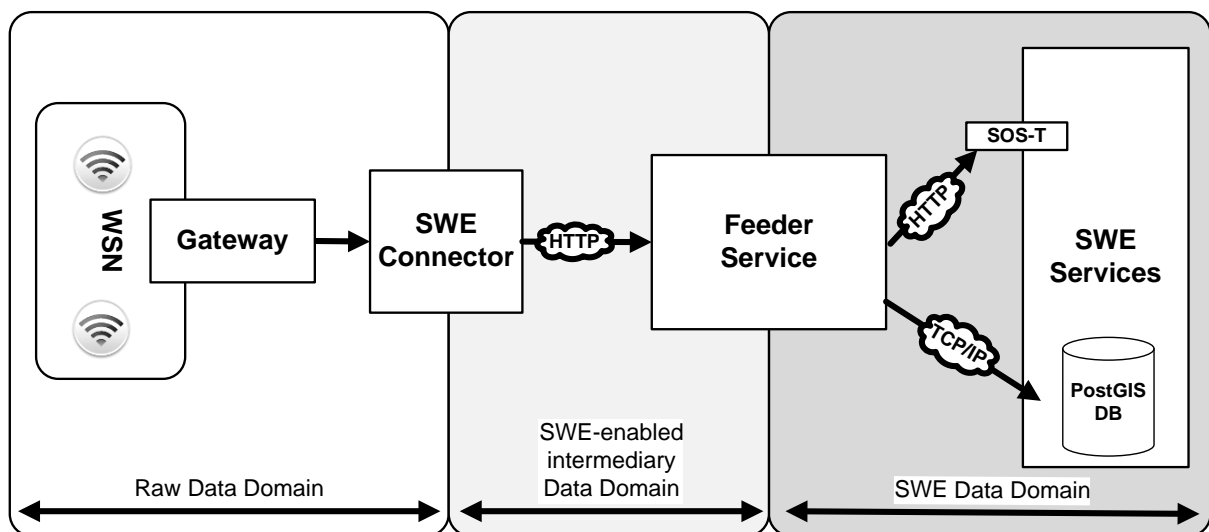 WSN
Gateway
SWE
Connector
HTTP
Feeder
Service
HTTP
TCP/IP
SOS-T
SWE
Services
PostGIS
DB
Raw Data Domain
SWE-enabled
intermediary
Data Domain
SWE Data Domain